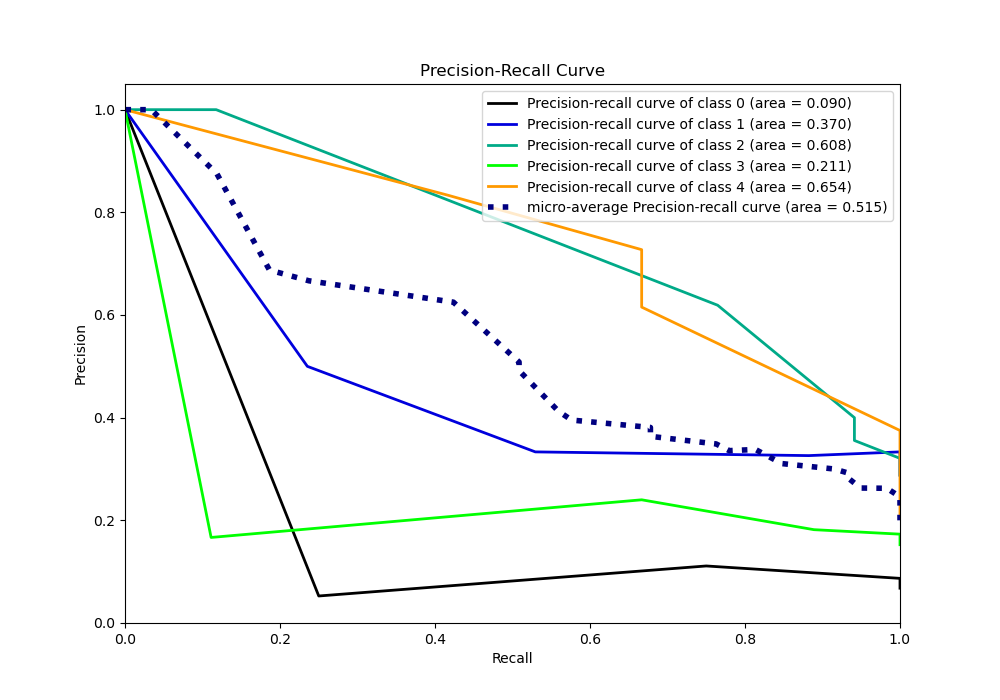 Precision-Recall Curve
Precision-recall curve of class 0 (area = 0.090)
Precision-recall curve of class 1 (area = 0.370)
Precision-recall curve of class 2 (area = 0.608)
Precision-recall curve of class 3 (area = 0.211)
Precision-recall curve of class 4 (area = 0.654)
micro-average Precision-recall curve (area = 0.515)
Precision
1.0
0.8
0.6
0.4
0.2
0.0
0.0 0.2 0.4 0.6 0.8 1.0
Recall